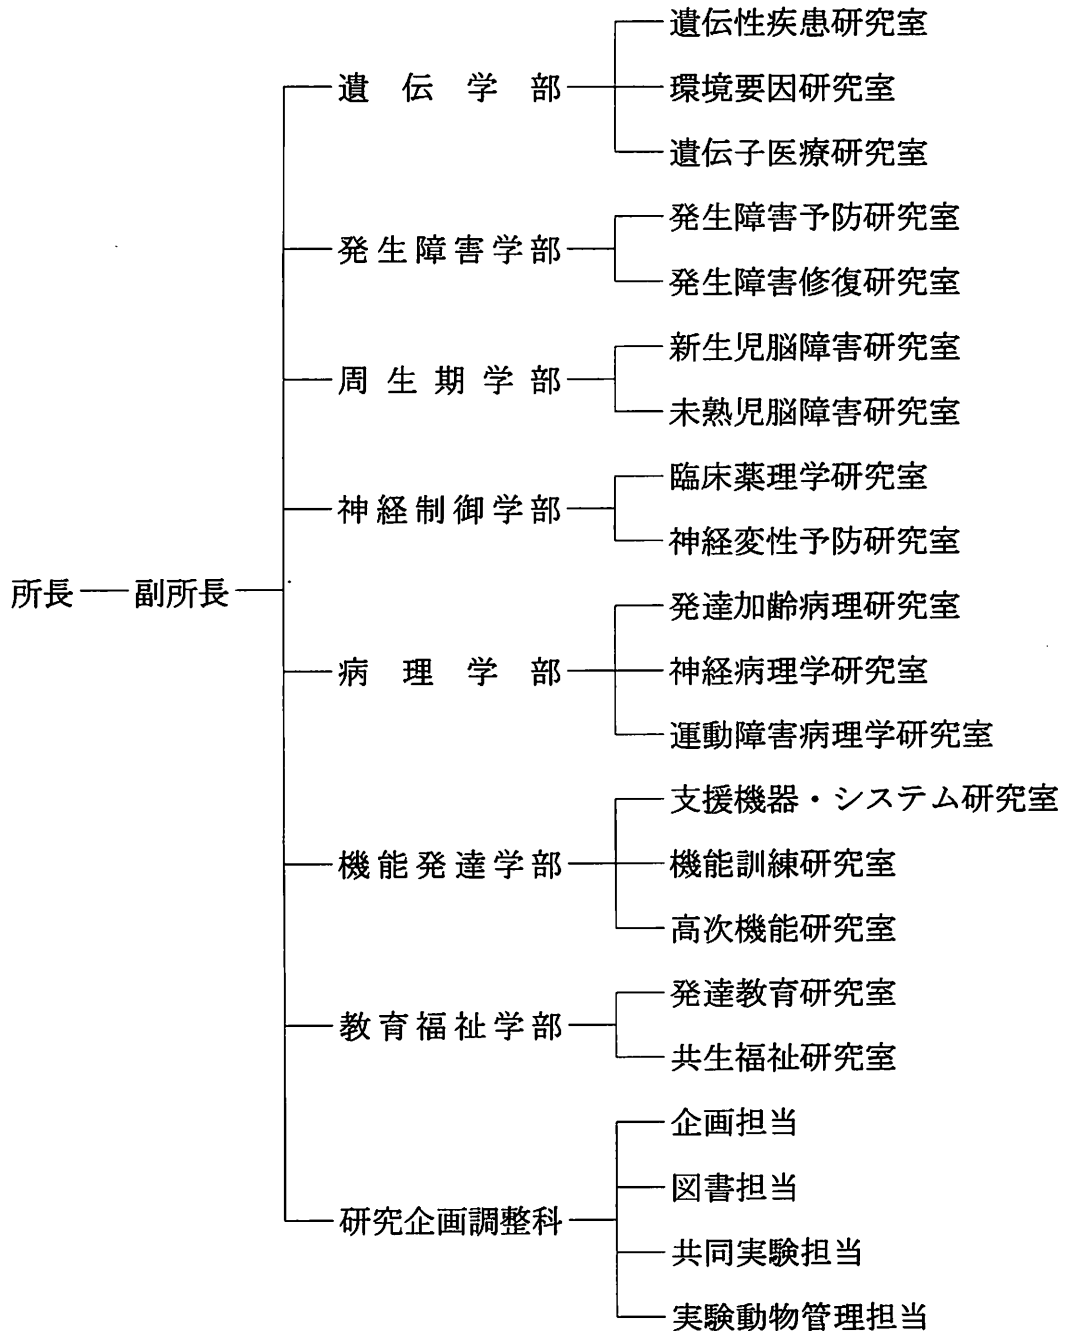 所長
副所長
遺伝学部
遺伝性疾患研究室
環境要因研究室
遺伝子医療研究室
発生障害学部
発生障害予防研究室
発生障害修復研究室
周生期学部
新生児脳障害研究室
未熟児脳障害研究室
神経制御学部
臨床薬理学研究室
神経変性予防研究室
病理学部
発達加齢病理研究室
神経病理学研究室
運動障害病理学研究室
機能発達学部
支援機器・システム研究室
機能訓練研究室
高次機能研究室
教育福祉学部
発達教育研究室
共生福祉研究室
研究企画調整科
企画担当
図書担当
共同実験担当
実験動物管理担当